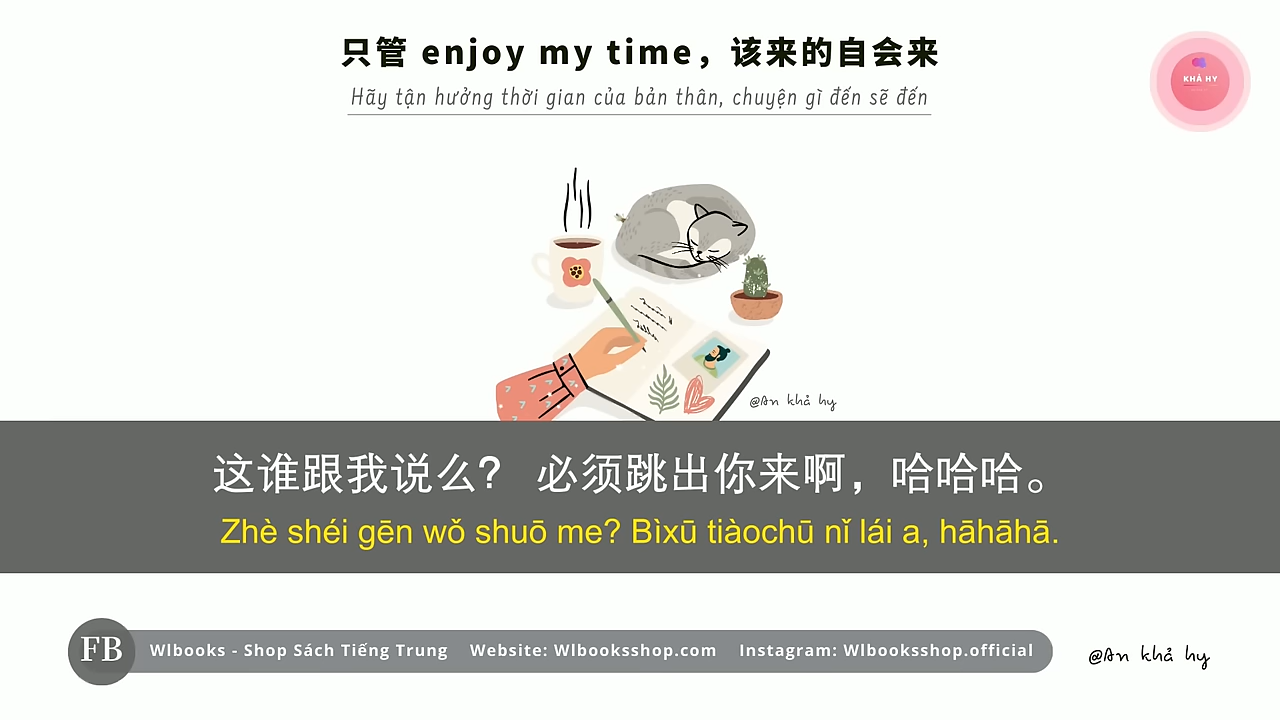 只管 enjoy my time，该来的自会来
Hãy tận hưởng thời gian của bản thân, chuyện gì đến sẽ đến
KHẢ HY
@An khả hy
这谁跟我说么？ 必须跳出你来啊，哈哈哈。
Zhè shéi gēn wǒ shuō me? Bìxū tiàochū nǐ lái a, hāhāhā.
FB
Wlbooks - Shop Sách Tiếng Trung Website: Wlbooksshop.com Instagram: Wlbooksshop.official
@An khả hy